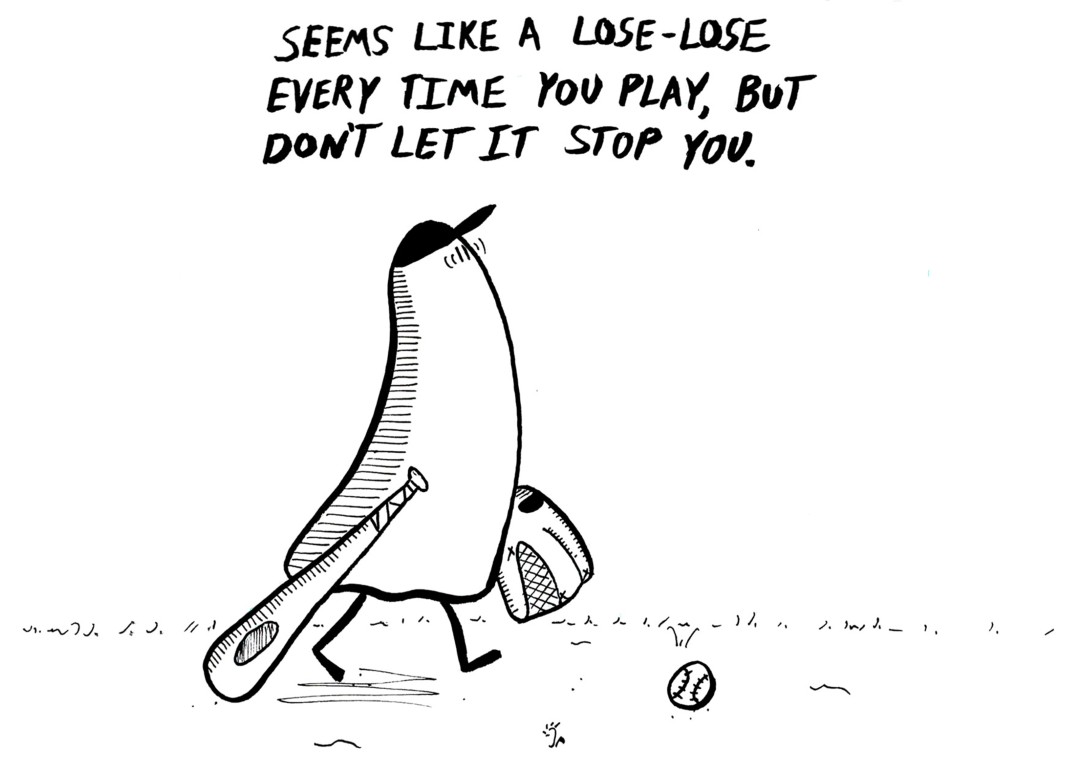 SEEMS LIKE A LOSE-LOSE
EVERY TIME YOU PLAY, BUT
DON'T LET IT STOP YOU.